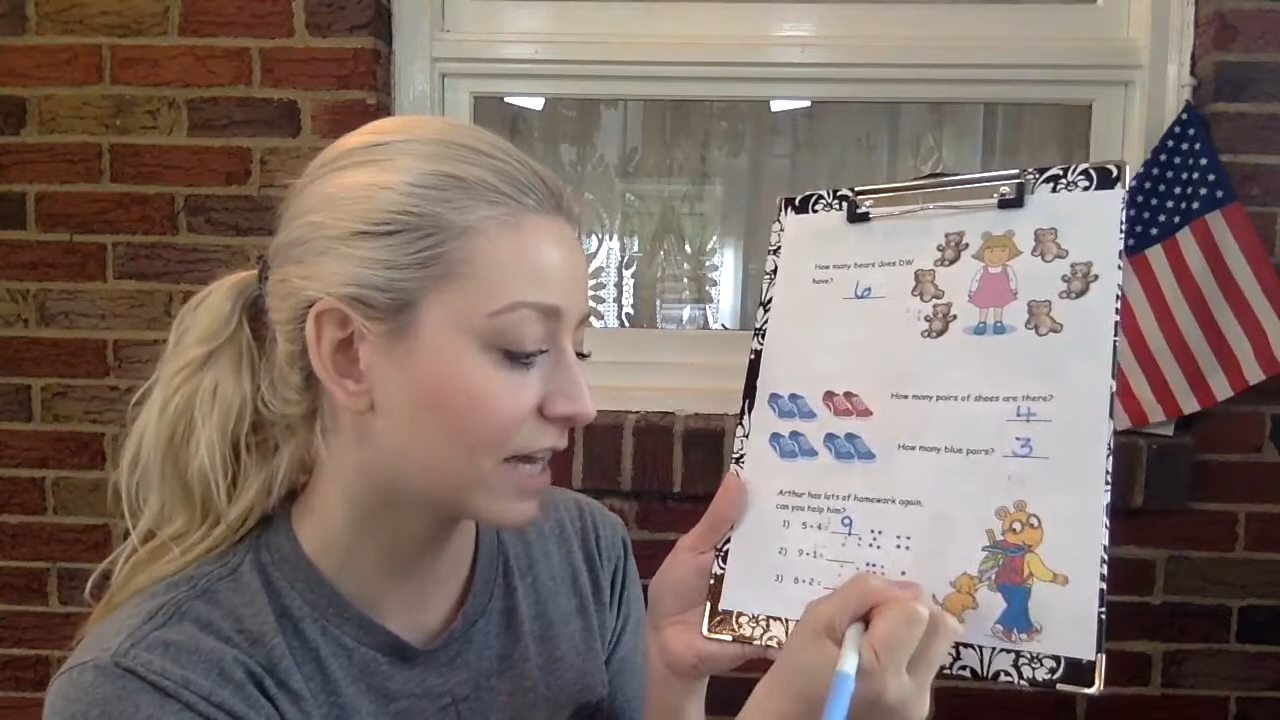 How many bears does DW
have? 6
How many pairs of shoes are there?
4
How many blue pairs? 3
Arthur has lots of homework again,
can you help him?
1) 5+4= 9
2) 9+1=
3) 6+2=